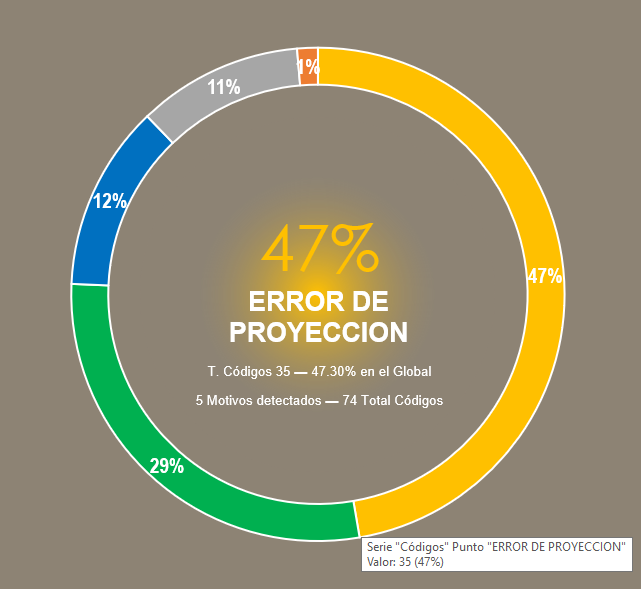 1%
11%
12%
47%
47%
ERROR DE
PROYECCION
T. Códigos 35 — 47.30% en el Global
5 Motivos detectados — 74 Total Códigos
29%
Serie "Códigos" Punto "ERROR DE PROYECCION"
Valor: 35 (47%)